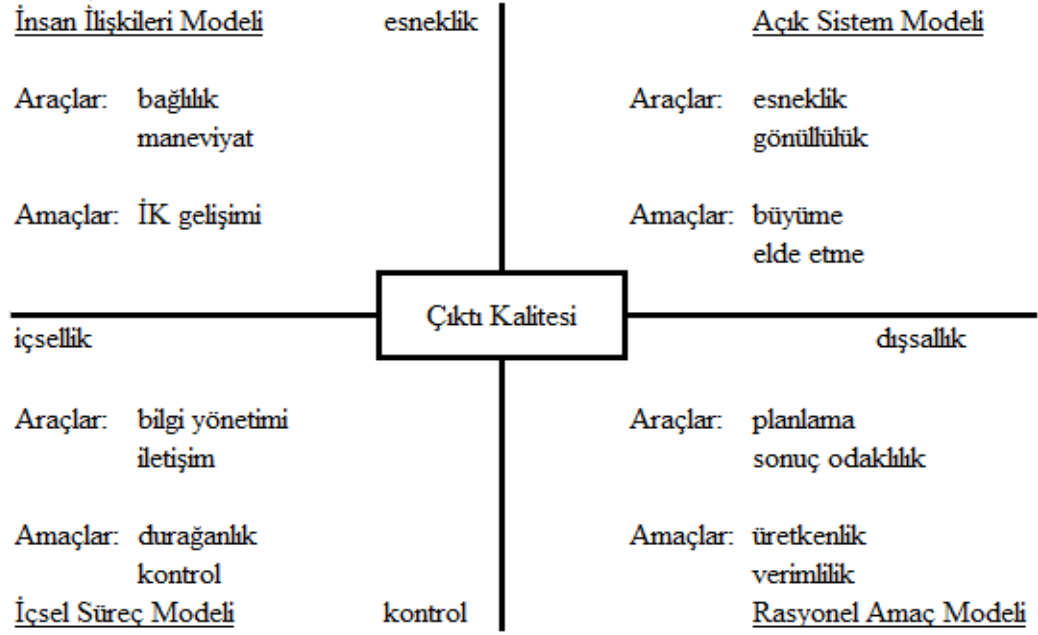 İnsan İlişkileri Modeli esneklik Açık Sistem Modeli
Araçlar: bağlılık Araçlar: esneklik
maneviyat gönüllülük
Amaçlar: İK gelişimi Amaçlar: büyüme
elde etme
Çıktı Kalitesi
içsellik dışsallık
Araçlar: bilgi yönetimi Araçlar: planlama
iletişim sonuç odaklılık
Amaçlar: durağanlık Amaçlar: üretkenlik
kontrol verimlilik
İçsel Süreç Modeli kontrol Rasyonel Amaç Modeli